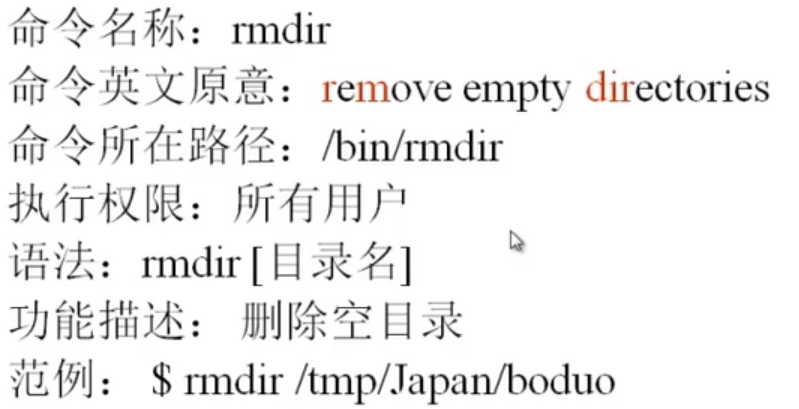 命令名称：rmdir
命令英文原意：remove empty directories
命令所在路径：/bin/rmdir
执行权限：所有用户
语法：rmdir [目录名]
功能描述： 删除空目录
范例： $ rmdir /tmp/Japan/boduo